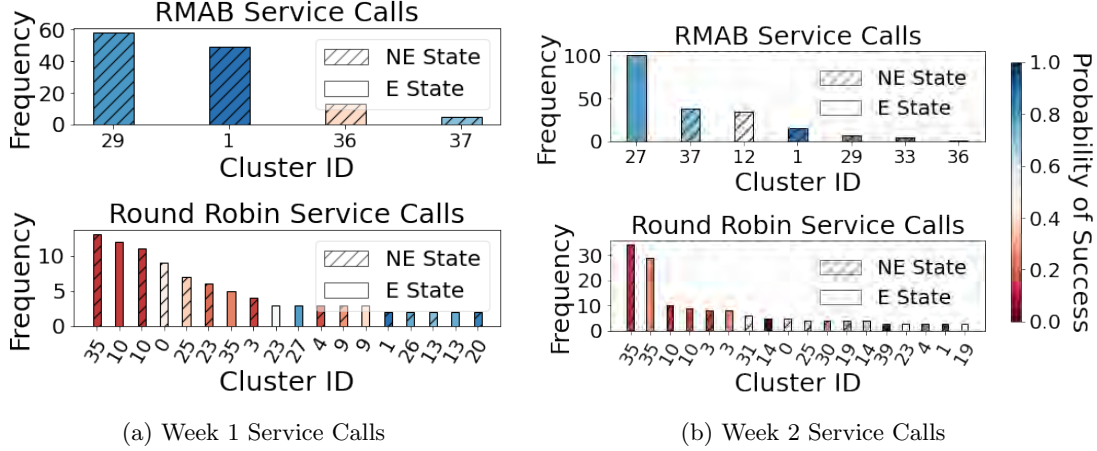 RMAB Service Calls
Frequency
60
40
20
0
NE State
E State
29 1 36 37
Cluster ID
Round Robin Service Calls
Frequency
10
5
0
NE State
E State
35 10 10 0 25 23 35 3 23 27 4 9 9 1 26 13 13 20
Cluster ID
(a) Week 1 Service Calls
RMAB Service Calls
Frequency
100
50
0
NE State
E State
27 37 12 1 29 33 36
Cluster ID
Round Robin Service Calls
Frequency
30
20
10
0
NE State
E State
35 35 10 10 3 3 31 14 0 25 30 19 14 39 23 4 1 19
Cluster ID
(b) Week 2 Service Calls
1.0
0.8
0.6
0.4
0.2
0.0
Probability of Success